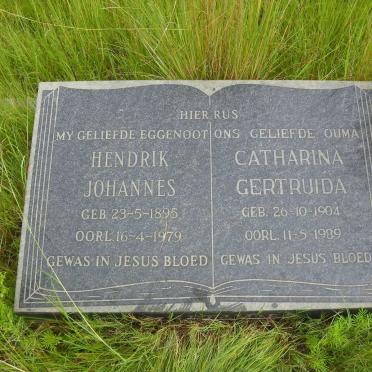 HIER RUS
MY GELIEFDE EGGENOOT
HENDRIK
JOHANNES
GEB. 23-5-1895
OORL. 16-4-1979
GEWAS IN JESUS BLOED
ONS GELIEFDE OUMA
CATHARINA
GERTRUIDA
GEB. 26-10-1904
OORL. 11-5-1989
GEWAS IN JESUS BLOED